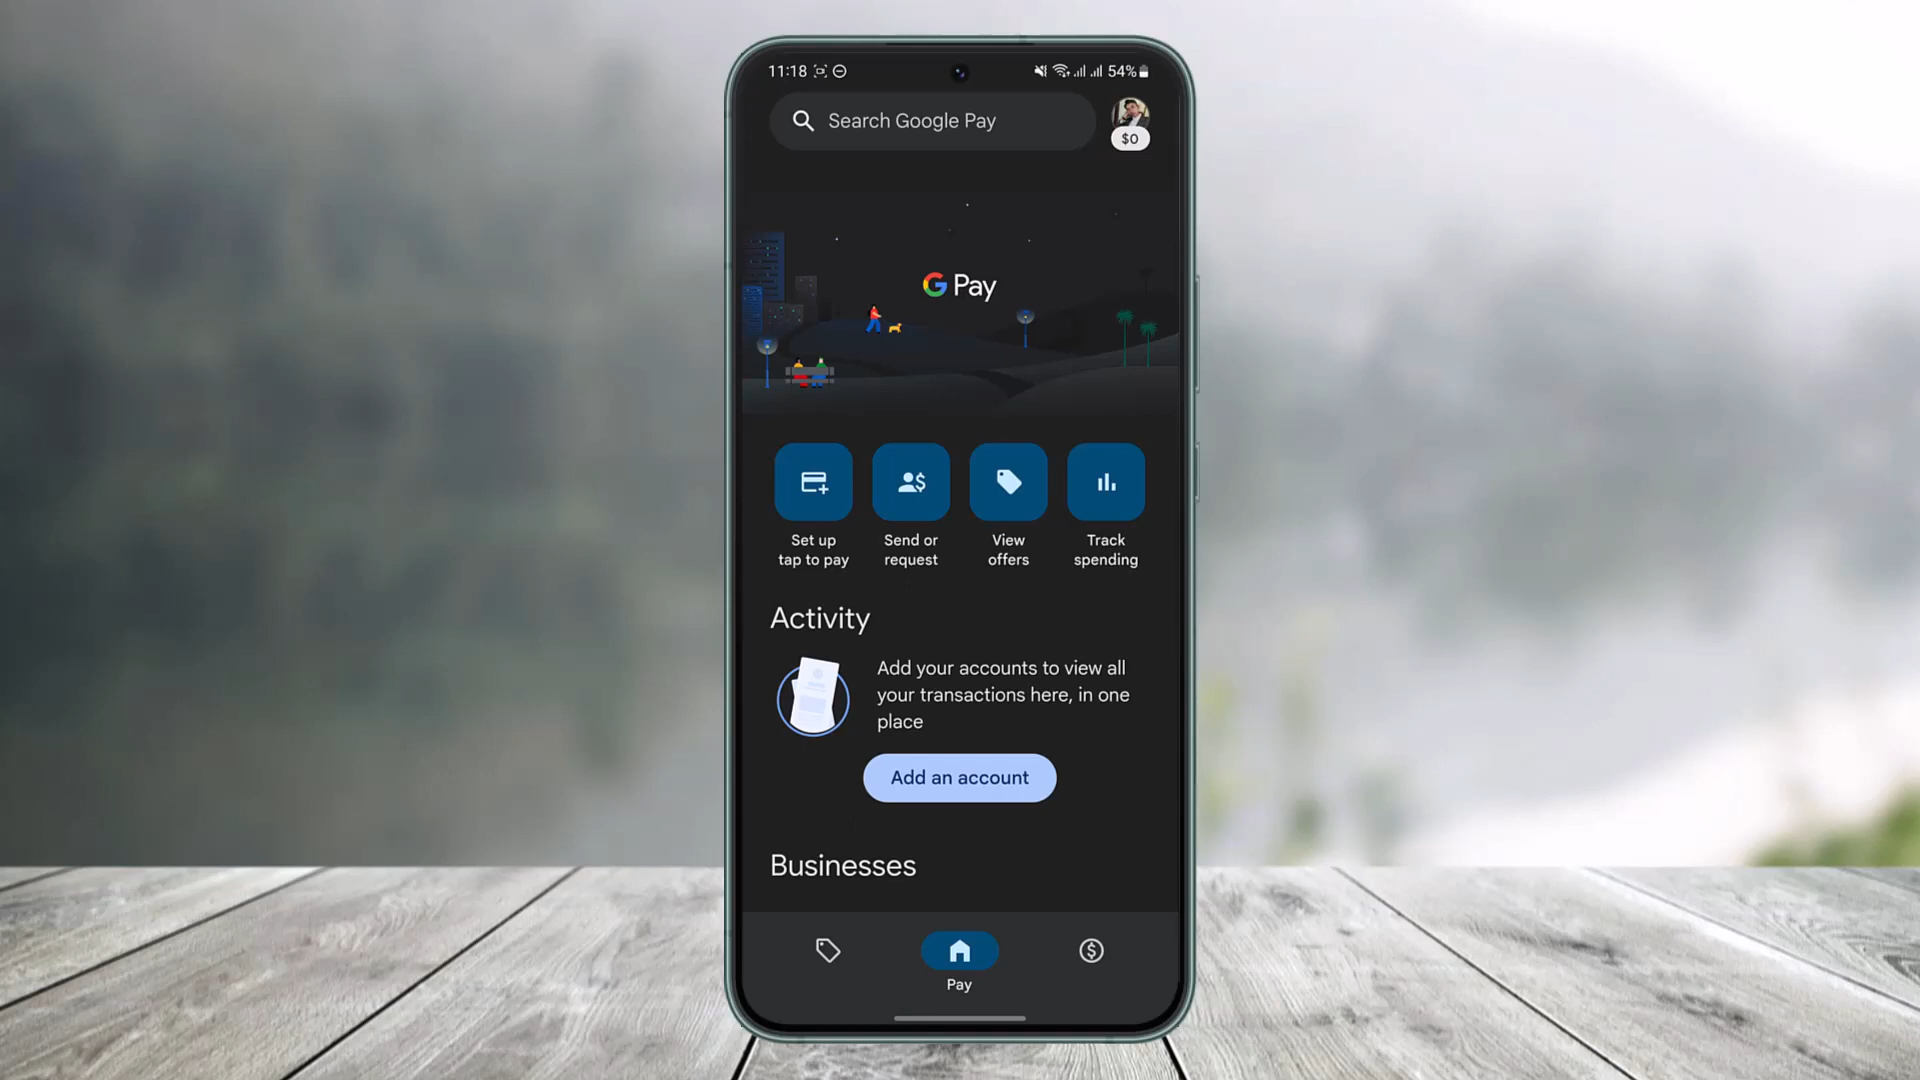 11:18
54%
Search Google Pay
$0
G Pay
Set up
tap to pay
Send or
request
View
offers
Track
spending
Activity
Add your accounts to view all
your transactions here, in one
place
Add an account
Businesses
Pay